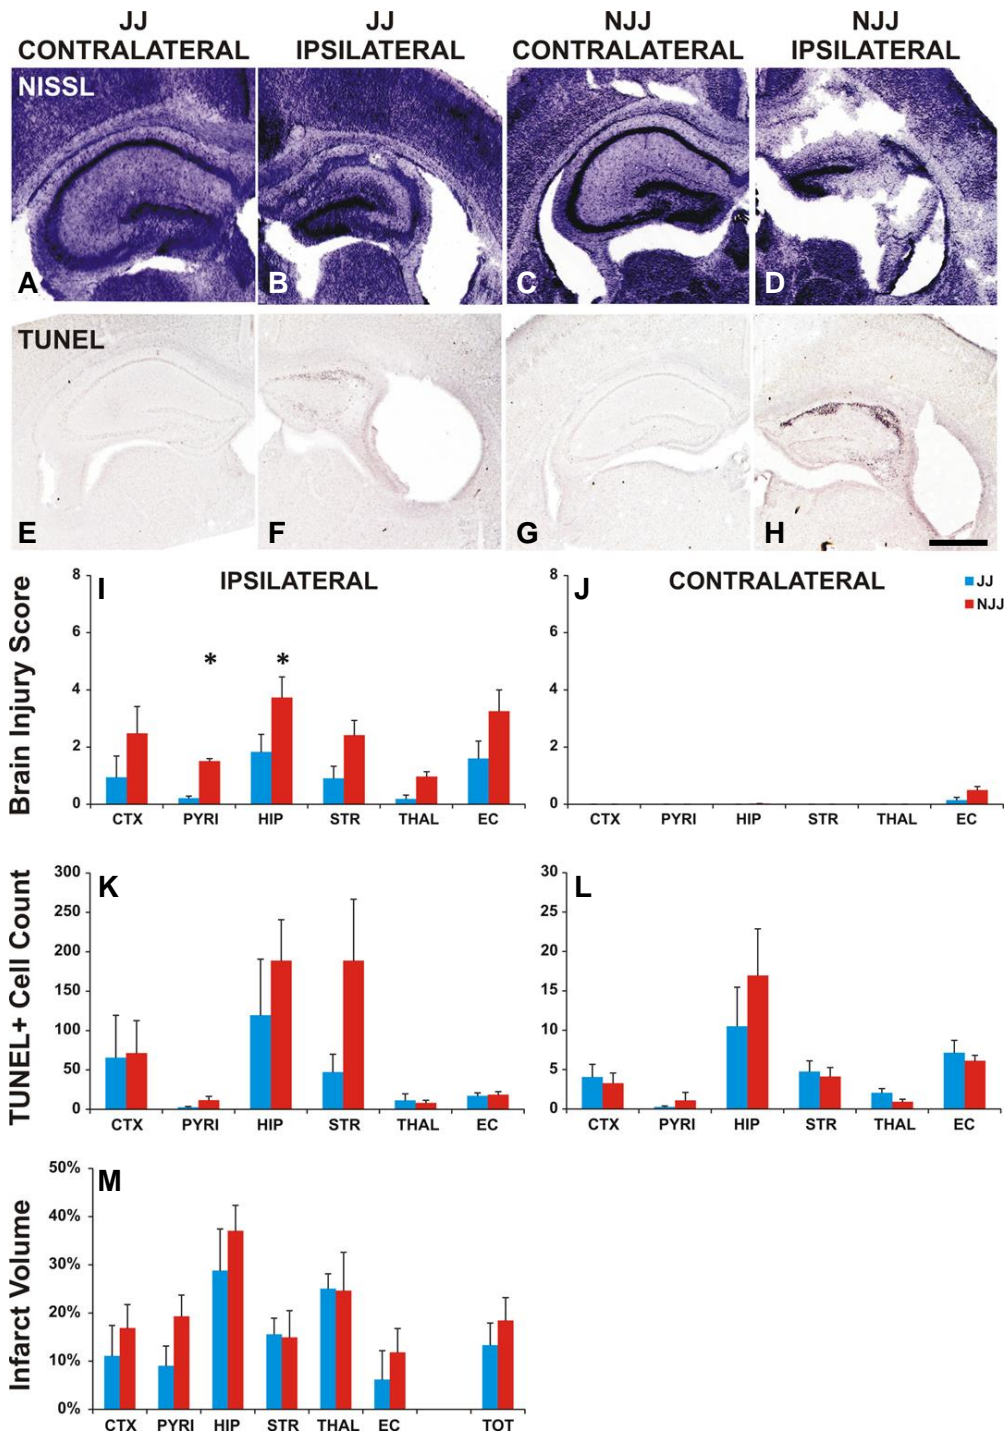 JJ
CONTRALATERAL
JJ
IPSILATERAL
NJJ
CONTRALATERAL
NJJ
IPSILATERAL
NISSL
A
B
C
D
TUNEL
E
F
G
H
Brain Injury Score
I
IPSILATERAL
8
6
4
2
0
*
*
CTX PYRI HIP STR THAL EC
J
CONTRALATERAL
JJ
NJJ
8
6
4
2
0
CTX PYRI HIP STR THAL EC
TUNEL+ Cell Count
K
300
250
200
150
100
50
0
CTX PYRI HIP STR THAL EC
L
30
25
20
15
10
5
0
CTX PYRI HIP STR THAL EC
Infarct Volume
M
50%
40%
30%
20%
10%
0%
CTX PYRI HIP STR THAL EC TOT